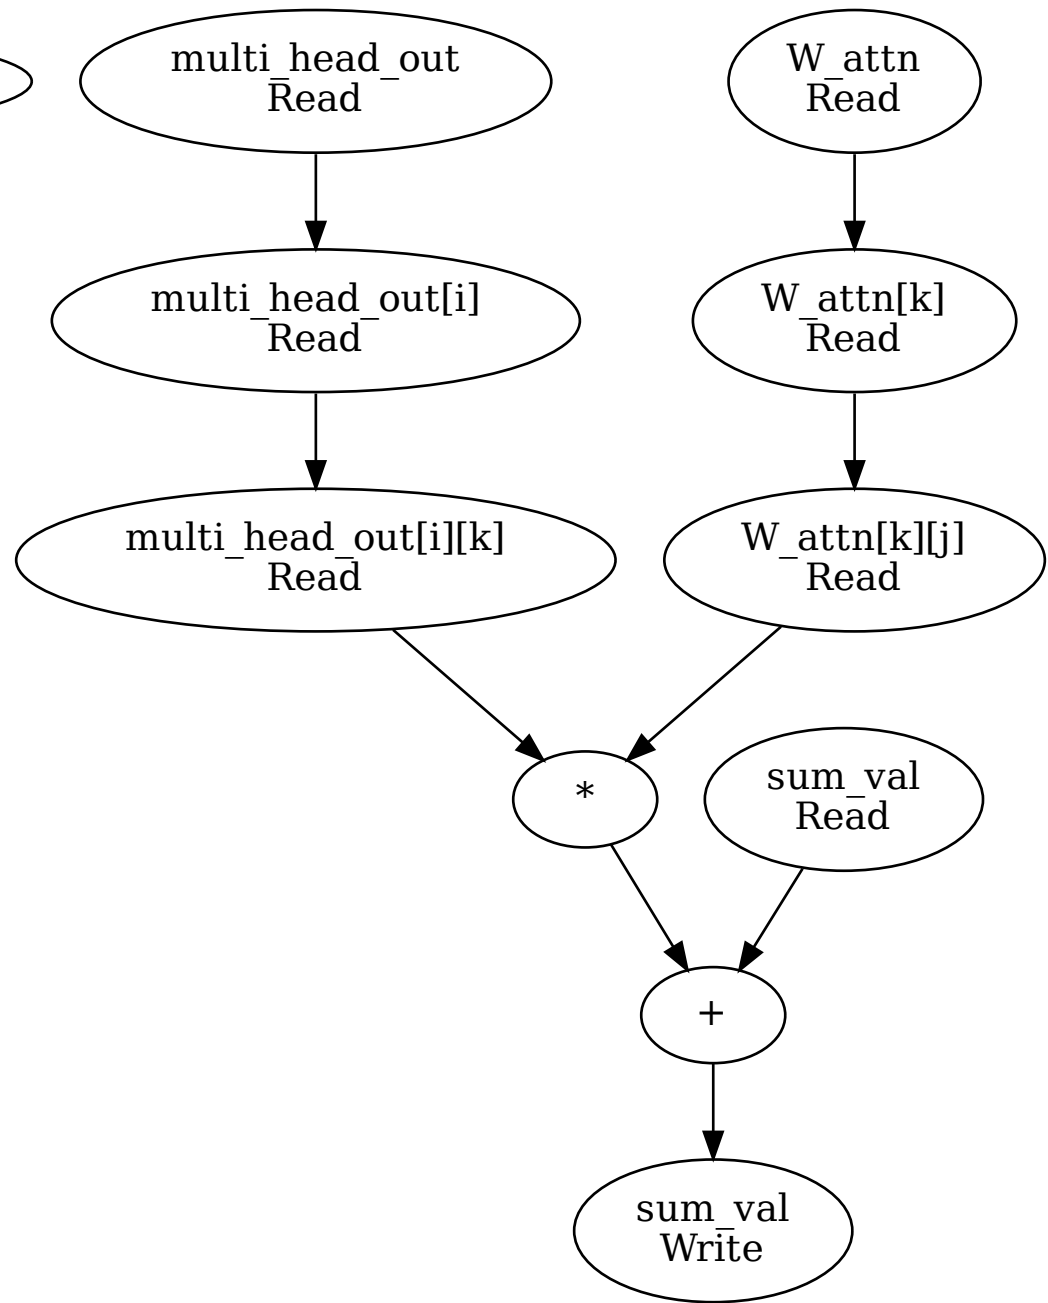 multi_head_out
Read
W_attn
Read
multi_head_out[i]
Read
W_attn[k]
Read
multi_head_out[i][k]
Read
W_attn[k][j]
Read
*
sum_val
Read
+
sum_val
Write